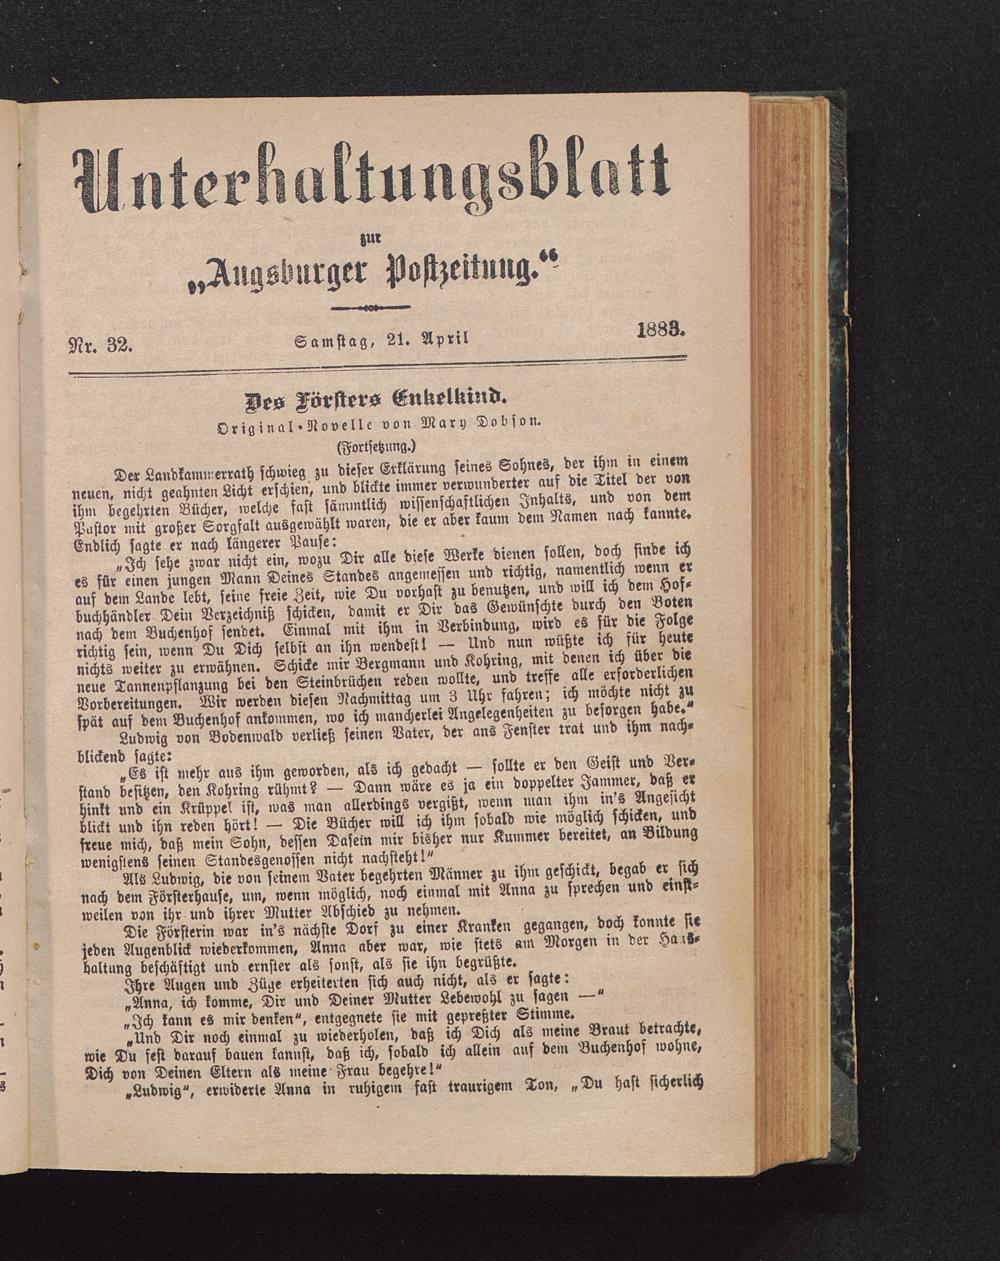 Unterhaltungsblatt
zur
„Augsburger Postzeitung.“
Nr. 32. Samstag, 21. April 1883.
Des Försters Enkelkind.
Original-Novelle von Mary Dobson.
(Fortsetzung.)
Der Landkammerrath schwieg zu dieser Erklärung seines Sohnes, der ihm in einem
neuen, nicht geahnten Licht erschien, und blickte immer verwunderter auf die Titel der von
ihm begehrten Bücher, welche fast sämmtlich wissenschaftlichen Inhalts, und von dem
Pastor mit großer Sorgfalt ausgewählt waren, die er aber kaum dem Namen nach kannte.
Endlich sagte er nach längerer Pause:
„Ich sehe zwar nicht ein, wozu Dir alle diese Werke dienen sollen, doch finde ich
es für einen jungen Mann Deines Standes angemessen und richtig, namentlich wenn er
auf dem Lande lebt, seine freie Zeit, wie Du vorhast zu benutzen, und will ich dem Hof-
buchhändler Dein Verzeichniß schicken, damit er Dir das Gewünschte durch den Boten
nach dem Buchenhof sendet. Einmal mit ihm in Verbindung, wird es für die Folge
richtig sein, wenn Du Dich selbst an ihn wendest! — Und nun wüßte ich für heute
nichts weiter zu erwähnen. Schicke mir Bergmann und Kohring, mit denen ich über die
neue Tannenpflanzung bei den Steinbrüchen reden wollte, und treffe alle erforderlichen
Vorbereitungen. Wir werden diesen Nachmittag um 3 Uhr fahren; ich möchte nicht zu
spät auf dem Buchenhof ankommen, wo ich mancherlei Angelegenheiten zu besorgen habe.“
Ludwig von Bodenwald verließ seinen Vater, der ans Fenster trat und ihm nach-
blickend sagte:
„Es ist mehr aus ihm geworden, als ich gedacht — sollte er den Geist und Ver-
stand besitzen, den Kohring rühmt? — Dann wäre es ja ein doppelter Jammer, daß er
hinkt und ein Krüppel ist, was man allerdings vergißt, wenn man ihm in's Angesicht
blickt und ihn reden hört! — Die Bücher will ich ihm sobald wie möglich schicken, und
freue mich, daß mein Sohn, dessen Dasein mir bisher nur Kummer bereitet, an Bildung
wenigstens seinen Standesgenossen nicht nachsteht!“
Als Ludwig, die von seinem Vater begehrten Männer zu ihm geschickt, begab er sich
nach dem Försterhause, um, wenn möglich, noch einmal mit Anna zu sprechen und einst-
weilen von ihr und ihrer Mutter Abschied zu nehmen.
Die Försterin war in's nächste Dorf zu einer Kranken gegangen, doch konnte sie
jeden Augenblick wiederkommen, Anna aber war, wie stets am Morgen in der Haus-
haltung beschäftigt und ernster als sonst, als sie ihn begrüßte.
Ihre Augen und Züge erheiterten sich auch nicht, als er sagte:
„Anna, ich komme, Dir und Deiner Mutter Lebewohl zu sagen —“
„Ich kann es mir denken“, entgegnete sie mit gepreßter Stimme.
„Und Dir noch einmal zu wiederholen, daß ich Dich als meine Braut betrachte,
wie Du fest darauf bauen kannst, daß ich, sobald ich allein auf dem Buchenhof wohne,
Dich von Deinen Eltern als meine Frau begehre!“
„Ludwig“, erwiderte Anna in ruhigem fast traurigem Ton, „Du hast sicherlich